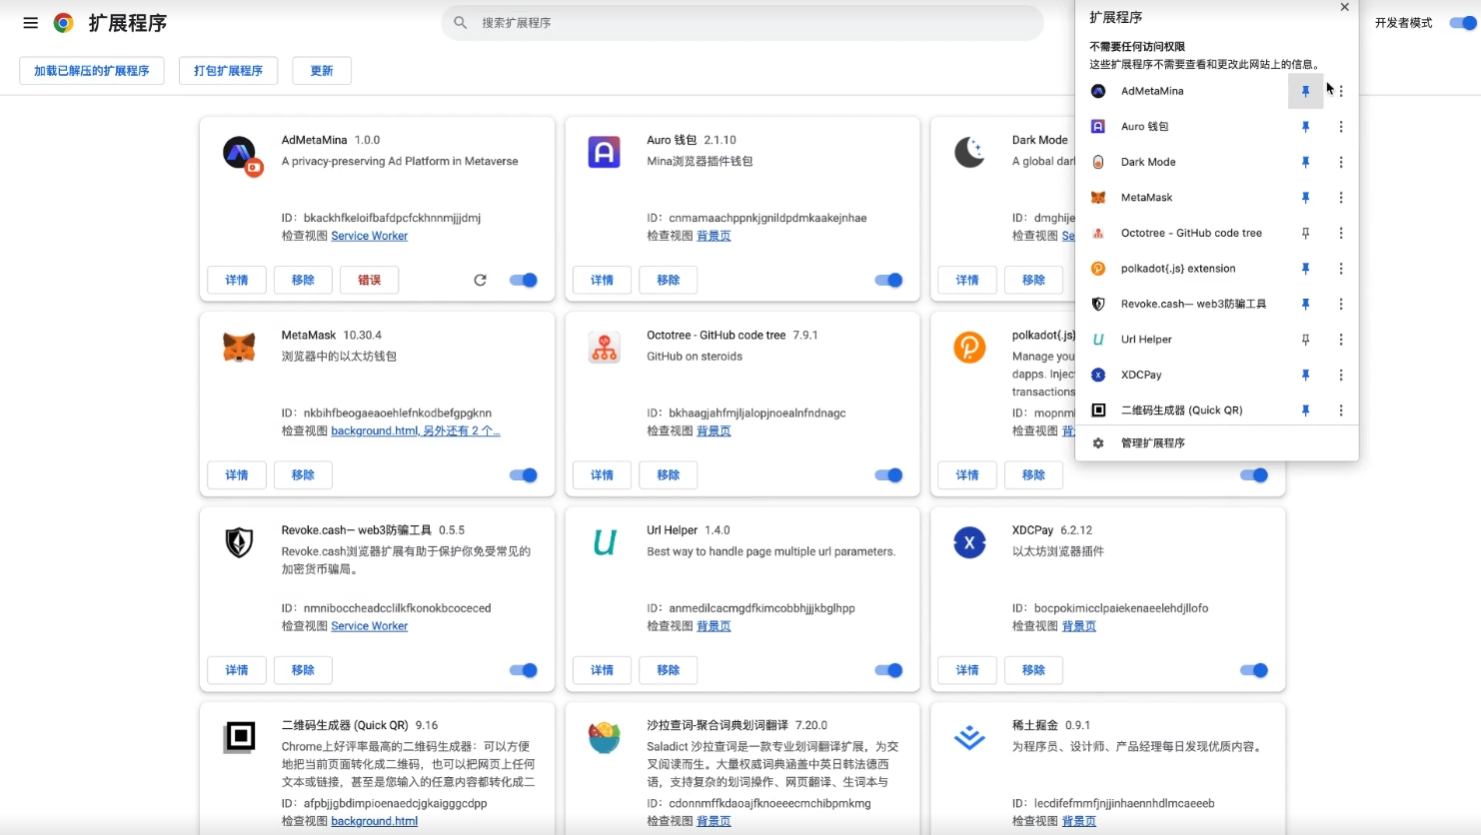 扩展程序
搜索扩展程序
开发者模式
加载已解压的扩展程序
打包扩展程序
更新
扩展程序
不需要任何访问权限
这些扩展程序不需要查看和更改此网站上的信息。
AdMetaMina
Auro 钱包
Dark Mode
MetaMask
Octotree - GitHub code tree
polkadot{.js} extension
Revoke.cash— web3防骗工具
Url Helper
XDCPay
二维码生成器 (Quick QR)
管理扩展程序
AdMetaMina 1.0.0
A privacy-preserving Ad Platform in Metaverse
ID：bkackhfkeloifbafdpcfckhnnmjjjdmj
检查视图 Service Worker
详情 移除 错误
Auro 钱包 2.1.10
Mina浏览器插件钱包
ID：cnmamaachppnkjgnildpdmkaakejnhae
检查视图 背景页
详情 移除
Dark Mode
A global dar
ID：dmghije
检查视图 Se
详情 移除
MetaMask 10.30.4
浏览器中的以太坊钱包
ID：nkbihfbeogaeaoehlefnkodbefgpgknn
检查视图 background.html, 另外还有 2 个…
详情 移除
Octotree - GitHub code tree 7.9.1
GitHub on steroids
ID：bkhaagjahfmjljalopjnoealnfndnagc
检查视图 背景页
详情 移除
polkadot{.js}
Manage you
dapps. Injec
transactions
ID：mopnm
检查视图 背
详情 移除
Revoke.cash— web3防骗工具 0.5.5
Revoke.cash浏览器扩展有助于保护你免受常见的
加密货币骗局。
ID：nmniboccheadcclilkfkonokbcoceced
检查视图 Service Worker
详情 移除
Url Helper 1.4.0
Best way to handle page multiple url parameters.
ID：anmedilcacmgdfkimcobbhjjjkbglhpp
检查视图 背景页
详情 移除
XDCPay 6.2.12
以太坊浏览器插件
ID：bocpokimicclpaiekenaeelehdjllofo
检查视图 背景页
详情 移除
二维码生成器 (Quick QR) 9.16
Chrome上好评率最高的二维码生成器：可以方便
地把当前页面转化成二维码，也可以把网页上任何
文本或链接，甚至是您输入的任意内容都转化成二
ID：afpbjjgbdimpioenaedcjgkaigggcdpp
检查视图 background.html
沙拉查词-聚合词典划词翻译 7.20.0
Saladict 沙拉查词是一款专业划词翻译扩展，为交
叉阅读而生。大量权威词典涵盖中英日韩法德西
语，支持复杂的划词操作、网页翻译、生词本与
ID：cdonnmffkdaoajfknoeeecmchibpmkmg
检查视图 背景页
稀土掘金 0.9.1
为程序员、设计师、产品经理每日发现优质内容。
ID：lecdifefmmfjnjjinhaennhdlmcaeeeb
检查视图 背景页